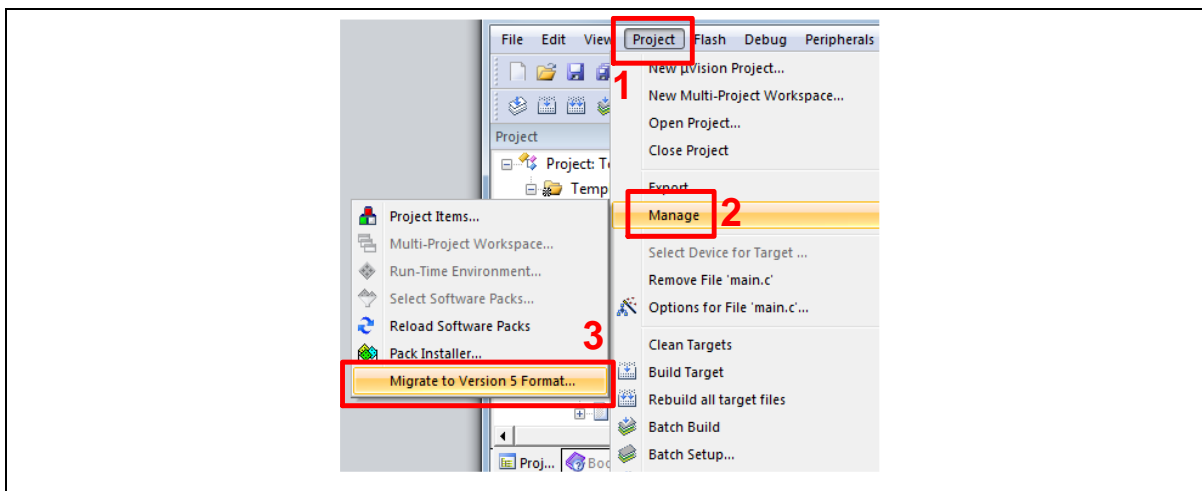 File Edit View Project Flash Debug Peripherals
1
New µVision Project...
New Multi-Project Workspace...
Open Project...
Close Project
Export
Manage
2
Select Device for Target ...
Remove File 'main.c'
Options for File 'main.c'...
Clean Targets
Build Target
Rebuild all target files
Batch Build
Batch Setup...
Project
Project:
Project Items...
Multi-Project Workspace...
Run-Time Environment...
Select Software Packs...
Reload Software Packs
3
Pack Installer...
Migrate to Version 5 Format...
Proj...